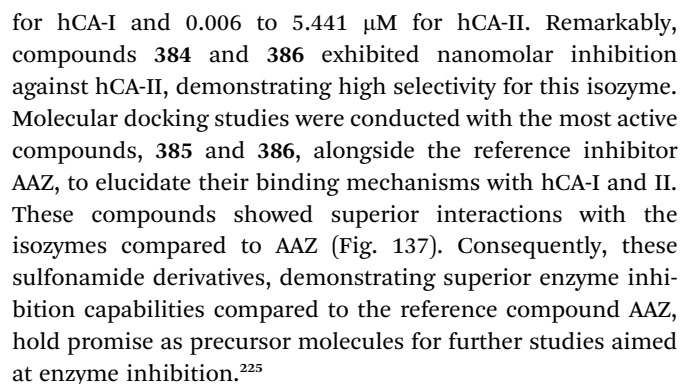 for hCA-I and 0.006 to 5.441 μM for hCA-II. Remarkably,
compounds 384 and 386 exhibited nanomolar inhibition
against hCA-II, demonstrating high selectivity for this isozyme.
Molecular docking studies were conducted with the most active
compounds, 385 and 386, alongside the reference inhibitor
AAZ, to elucidate their binding mechanisms with hCA-I and II.
These compounds showed superior interactions with the
isozymes compared to AAZ (Fig. 137). Consequently, these
sulfonamide derivatives, demonstrating superior enzyme inhi-
bition capabilities compared to the reference compound AAZ,
hold promise as precursor molecules for further studies aimed
at enzyme inhibition.²²⁵